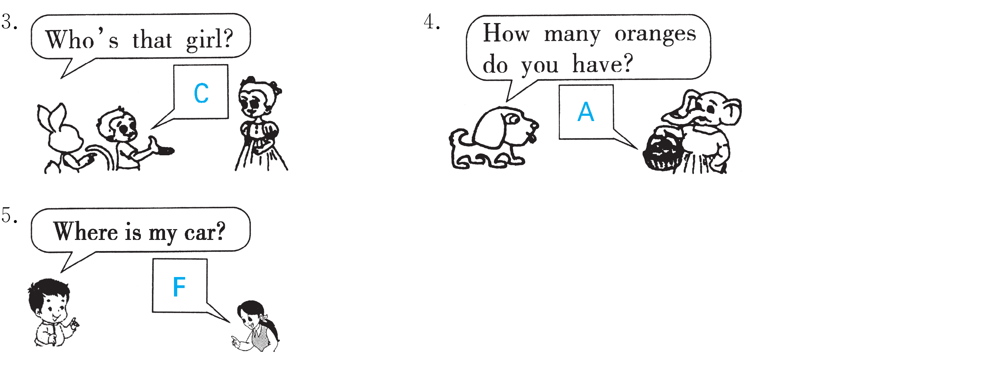 3.
Who's that girl?
C
4.
How many oranges
do you have?
A
5.
Where is my car?
F